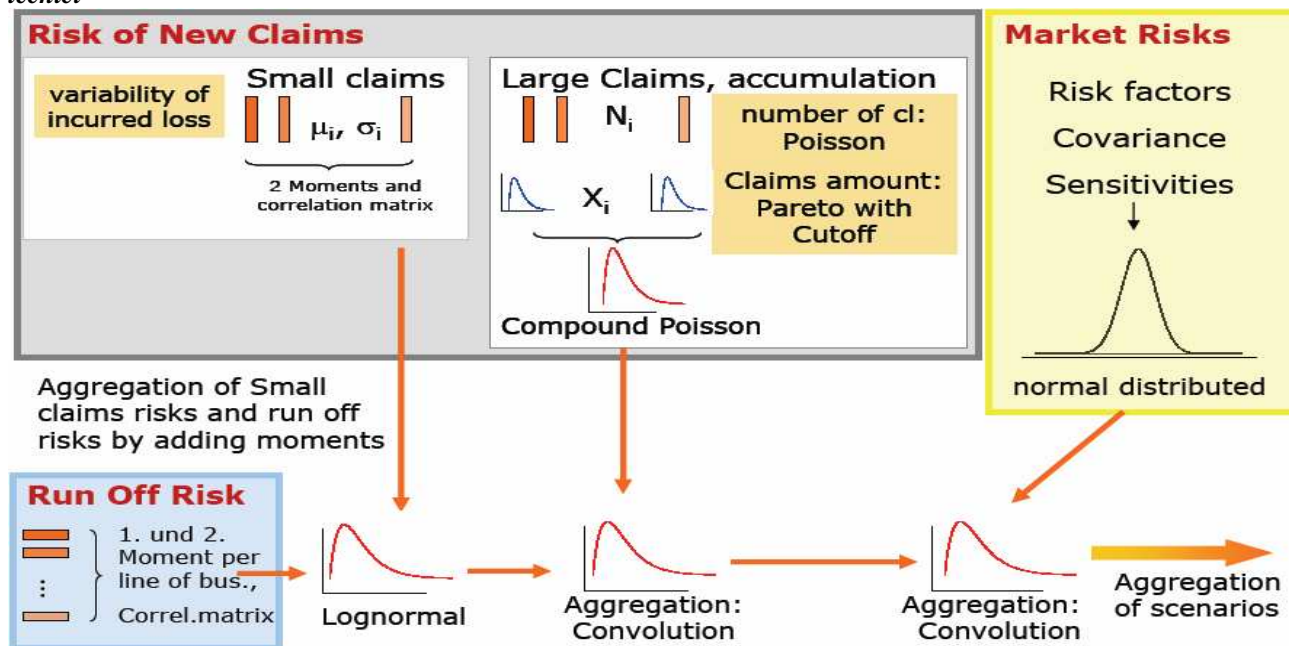 Risk of New Claims
variability of
incurred loss
Small claims
μi, σi
2 Moments and
correlation matrix
Large Claims, accumulation
Ni
number of cl:
Poisson
Xi
Claims amount:
Pareto with
Cutoff
Compound Poisson
Market Risks
Risk factors
Covariance
Sensitivities
normal distributed
Aggregation of Small
claims risks and run off
risks by adding moments
Run Off Risk
1. und 2.
Moment per
line of bus.,
⋮
Correl.matrix
Lognormal
Aggregation:
Convolution
Aggregation:
Convolution
Aggregation
of scenarios